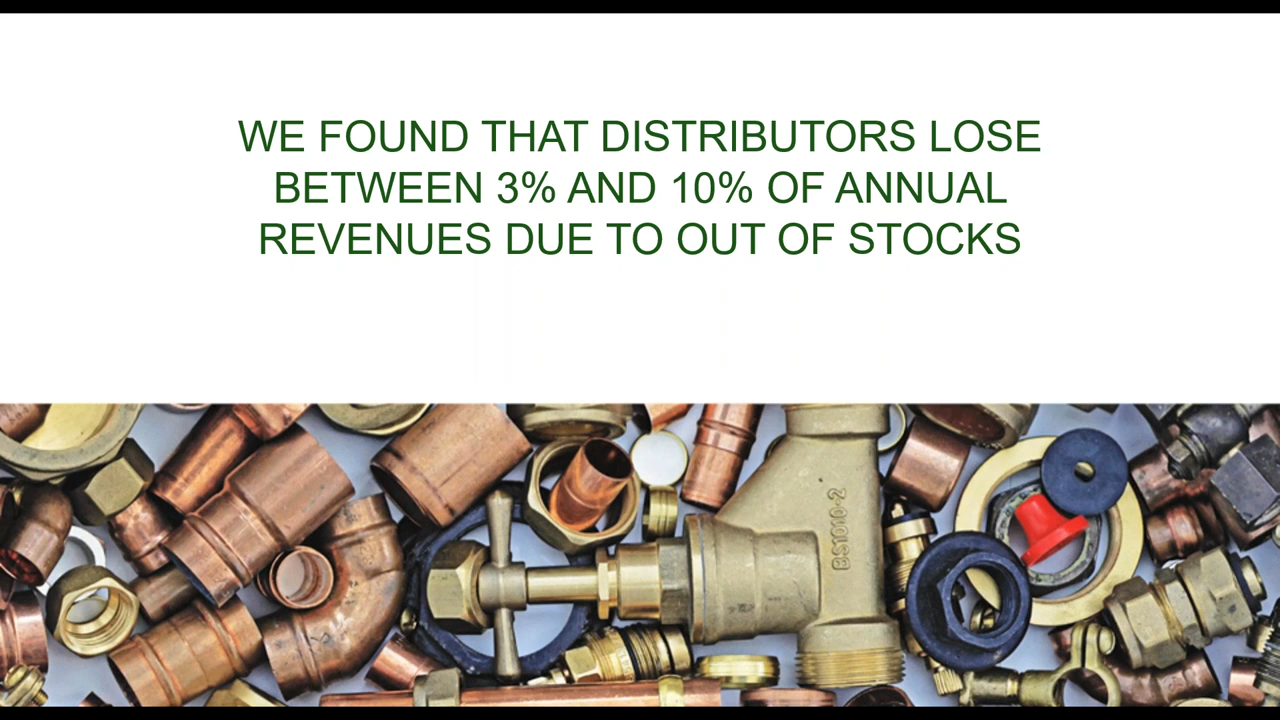 WE FOUND THAT DISTRIBUTORS LOSE
BETWEEN 3% AND 10% OF ANNUAL
REVENUES DUE TO OUT OF STOCKS
BS1010-2